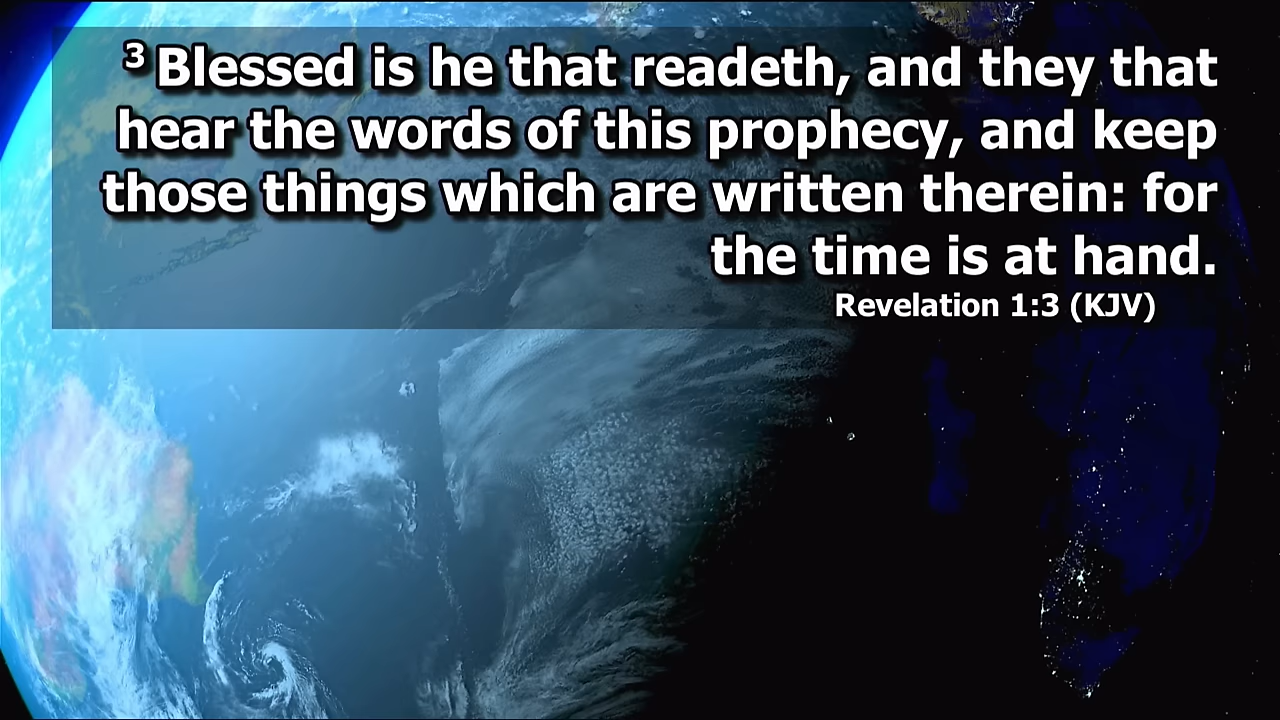 3 Blessed is he that readeth, and they that
hear the words of this prophecy, and keep
those things which are written therein: for
the time is at hand.
Revelation 1:3 (KJV)